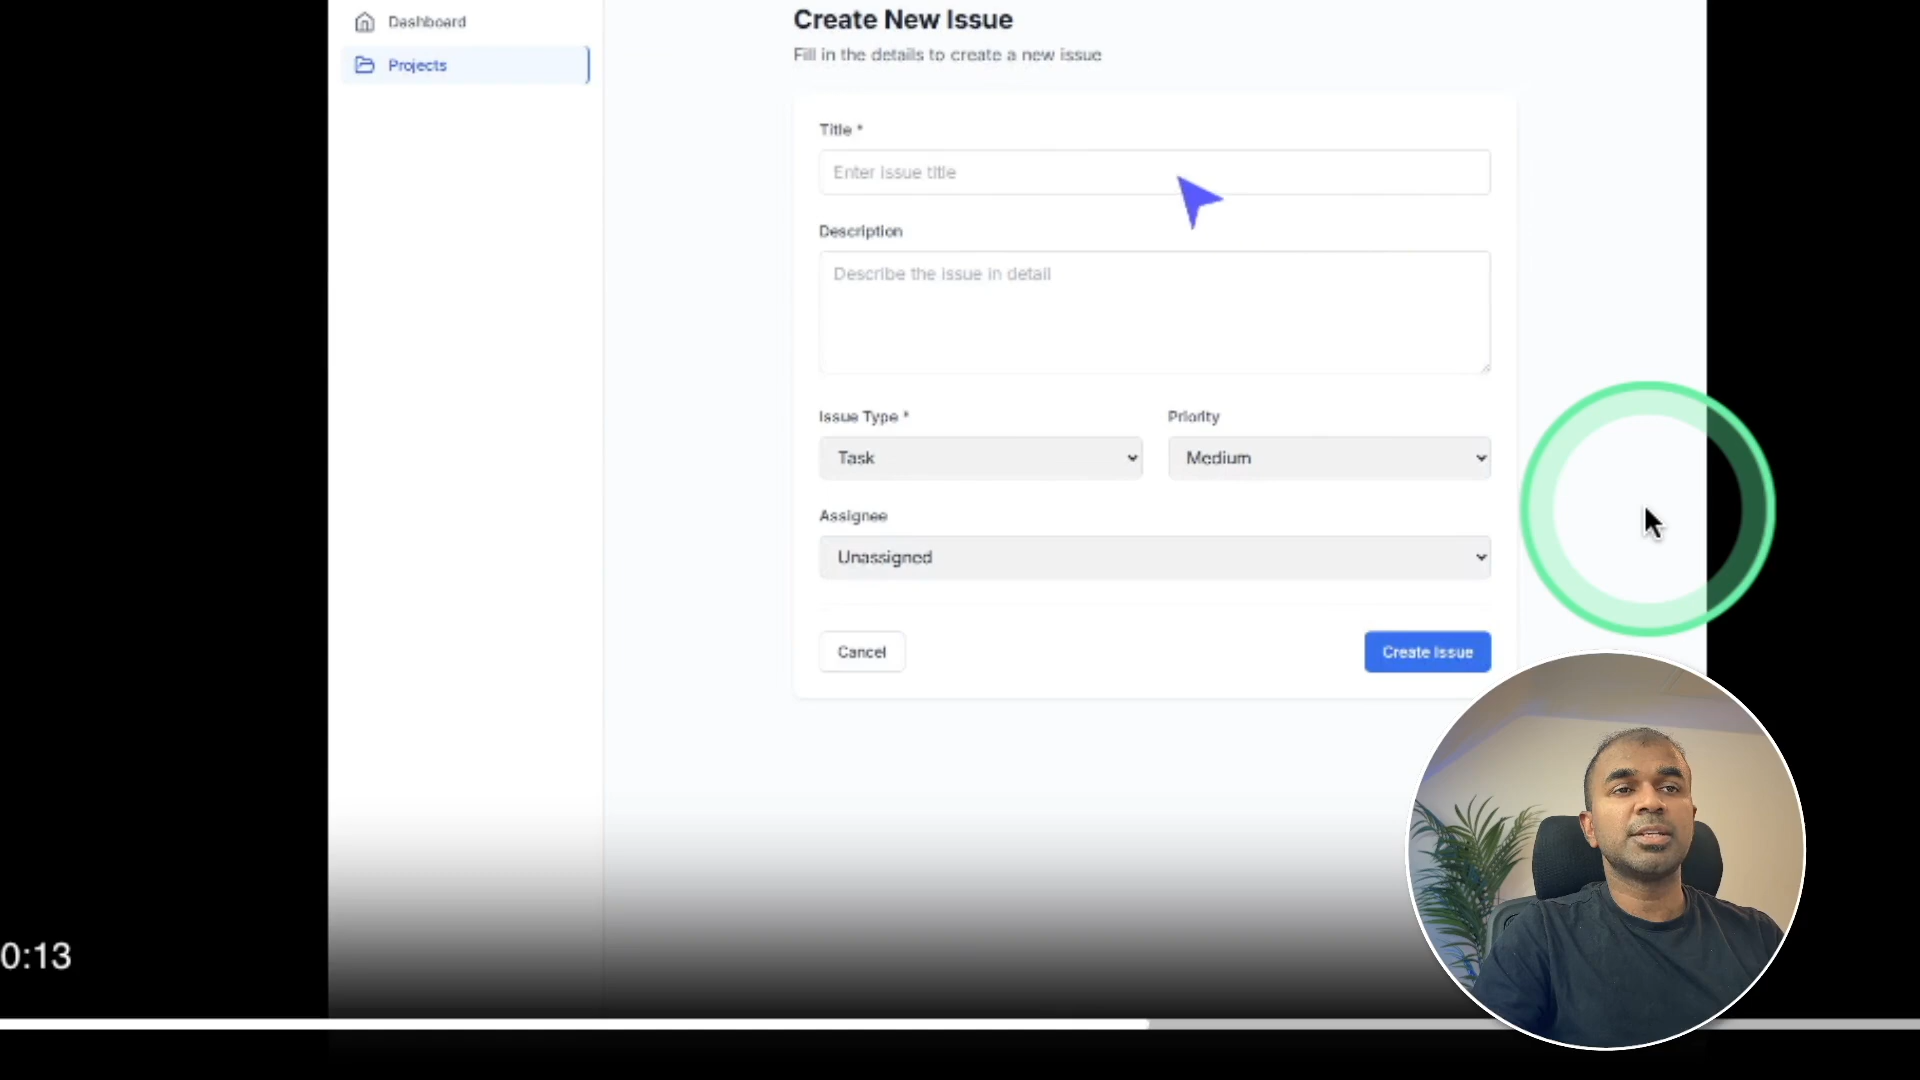 Dashboard
Projects
Create New Issue
Fill in the details to create a new issue
Title *
Enter issue title
Description
Describe the issue in detail
Issue Type *
Priority
Task
Medium
Assignee
Unassigned
Cancel
Create Issue
0:13